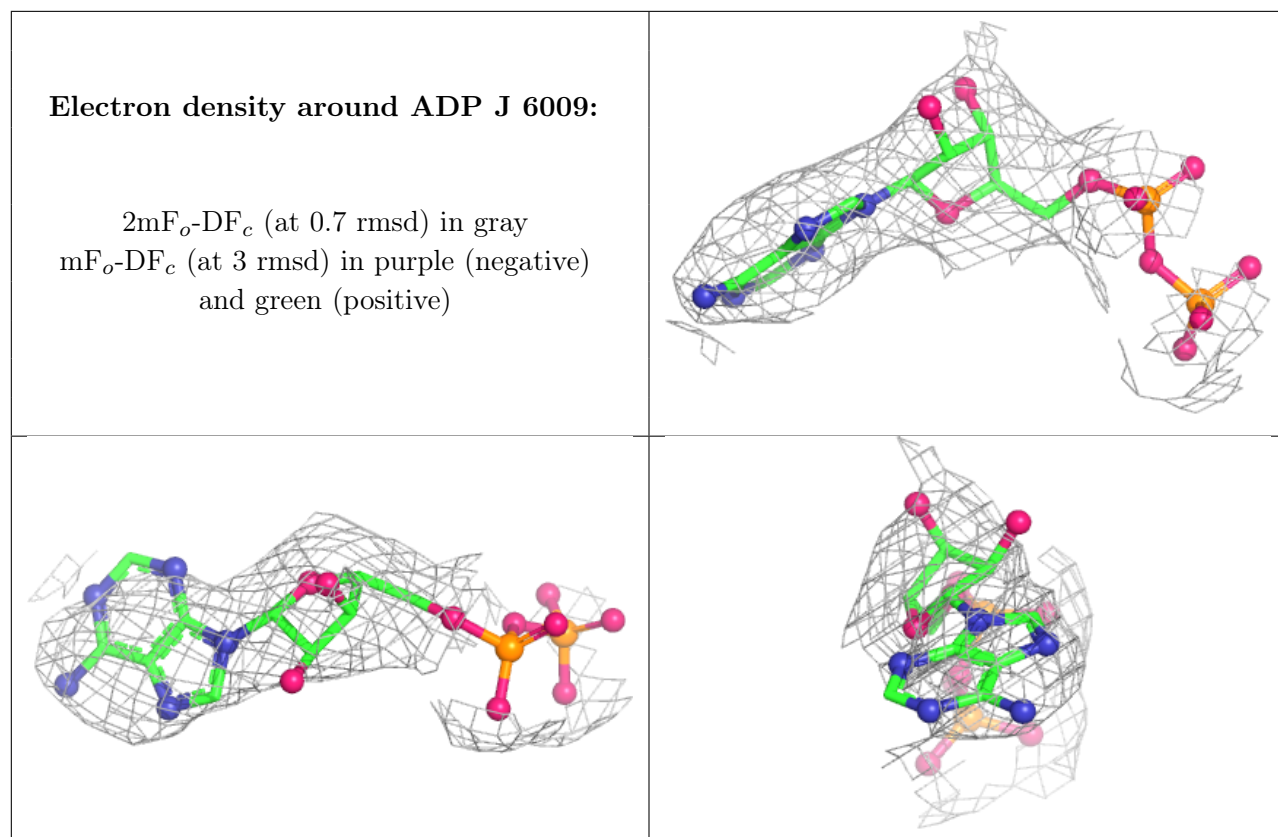 Electron density around ADP J 6009:
2mFo-DFc (at 0.7 rmsd) in gray
mFo-DFc (at 3 rmsd) in purple (negative)
and green (positive)